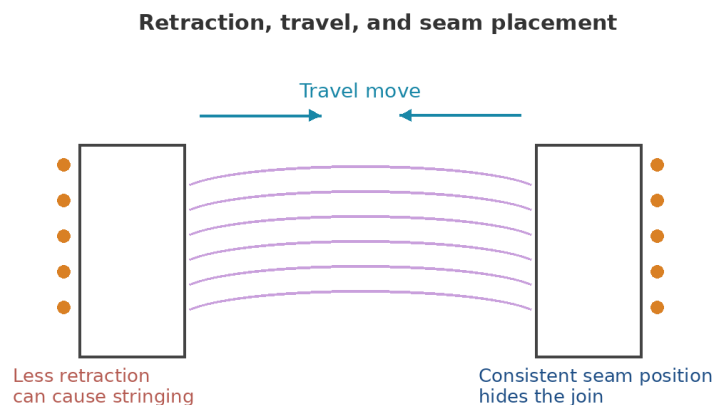 Retraction, travel, and seam placement
Travel move
Less retraction
can cause stringing
Consistent seam position
hides the join